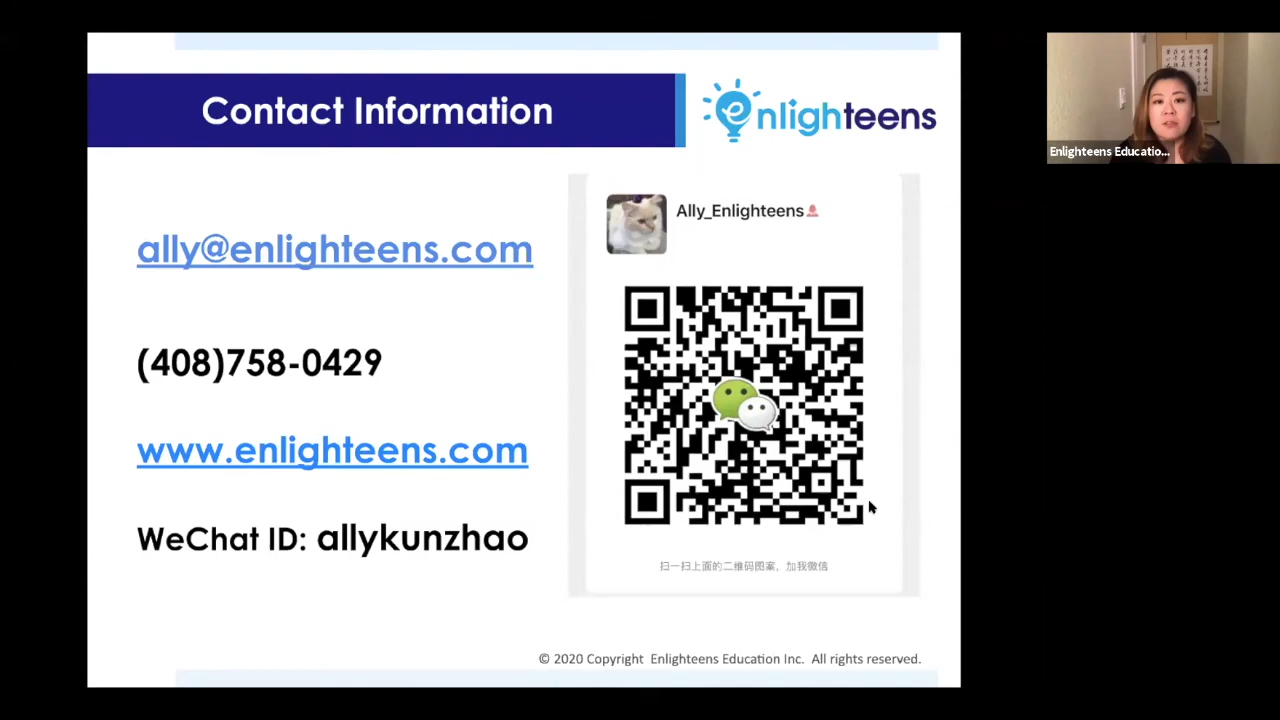 Contact Information
enlighteens
ally@enlighteens.com
(408)758-0429
www.enlighteens.com
WeChat ID: allykunzhao
Ally_Enlighteens
扫一扫上面的二维码图案，加我微信
© 2020 Copyright Enlighteens Education Inc. All rights reserved.
Enlighteens Educatio...